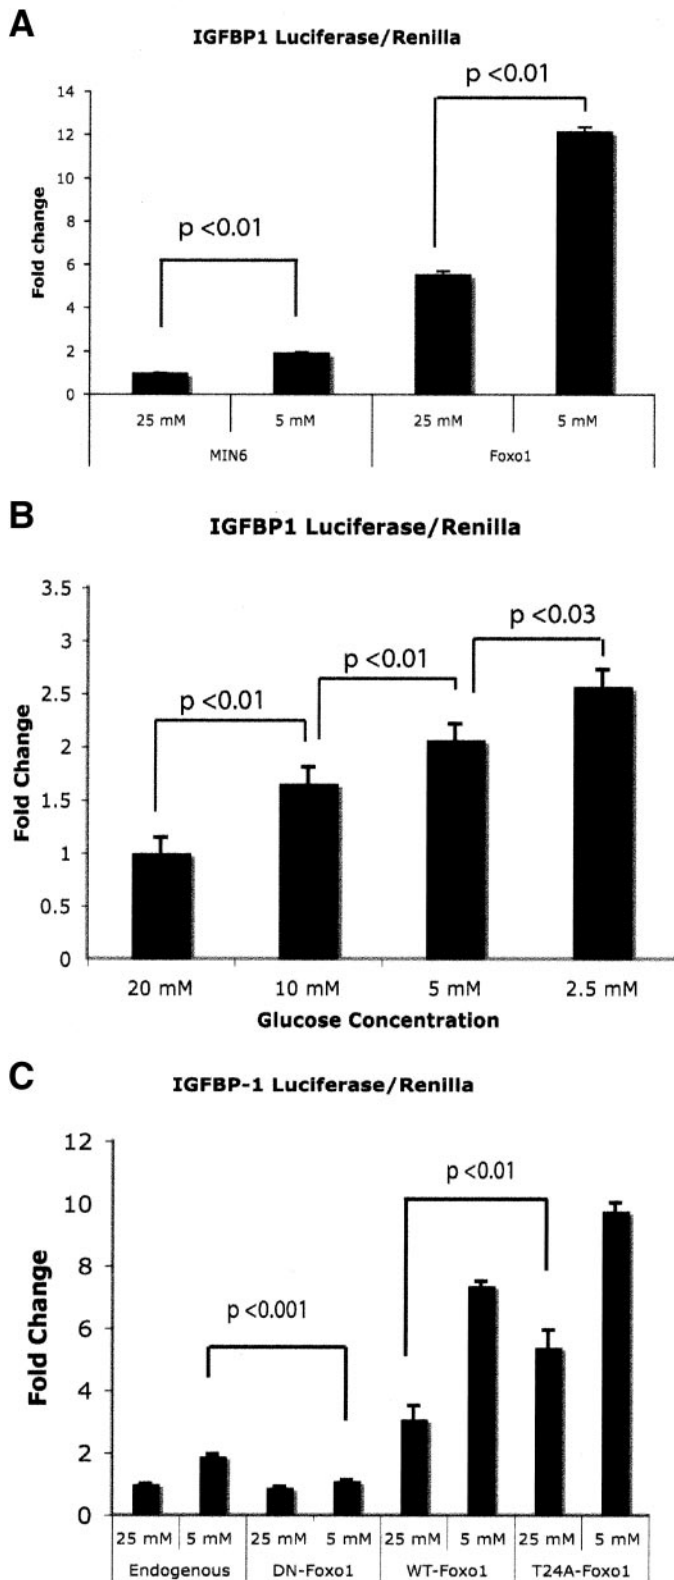 A
IGFBP1 Luciferase/Renilla
p <0.01
14
12
10
8
6
4
2
0
Fold change
p <0.01
25 mM 5 mM 25 mM 5 mM
MIN6 Foxo1
B
IGFBP1 Luciferase/Renilla
3.5
3
2.5
2
1.5
1
0.5
0
Fold Change
p <0.01
p <0.01
p <0.03
20 mM 10 mM 5 mM 2.5 mM
Glucose Concentration
C
IGFBP-1 Luciferase/Renilla
12
10
8
6
4
2
0
Fold Change
p <0.001
p <0.01
25 mM 5 mM 25 mM 5 mM 25 mM 5 mM 25 mM 5 mM
Endogenous DN-Foxo1 WT-Foxo1 T24A-Foxo1